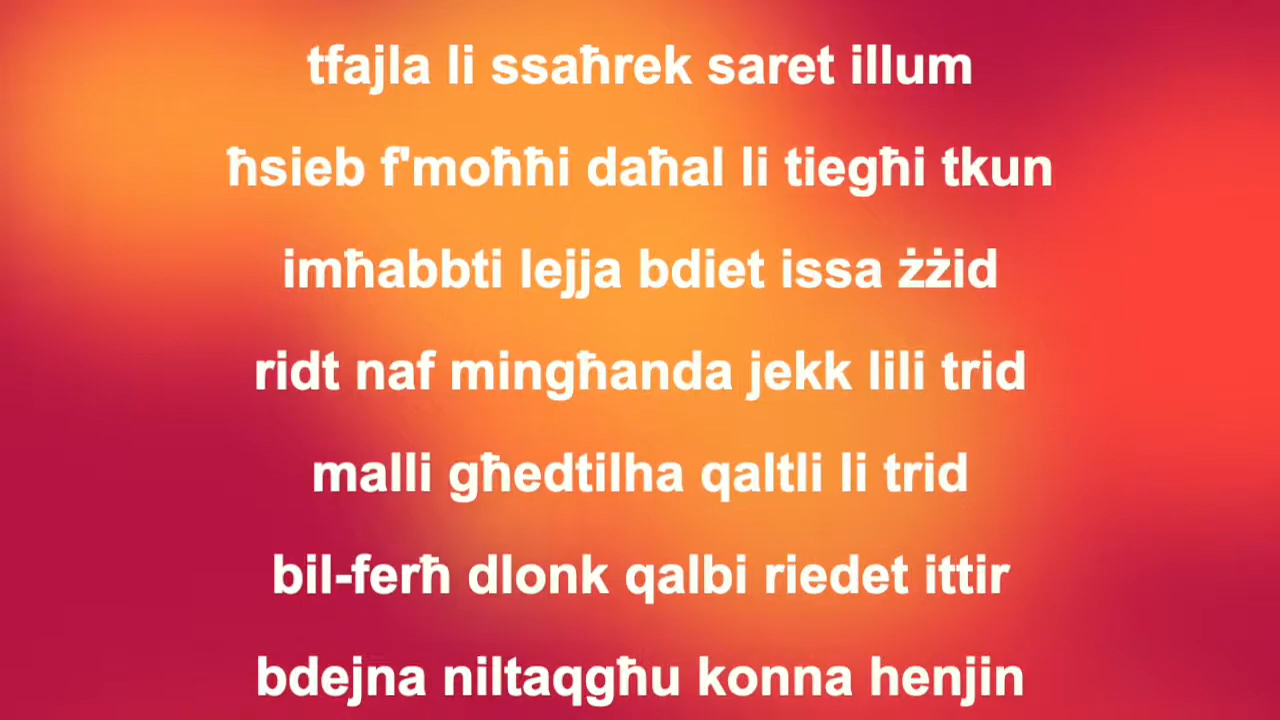 tfajla li ssaħrek saret illum
ħsieb f'moħħi daħal li tiegħi tkun
imħabbti lejja bdiet issa żżid
ridt naf mingħanda jekk lili trid
malli għedtilha qaltli li trid
bil-ferħ dlonk qalbi riedet ittir
bdejna niltaqgħu konna henjin